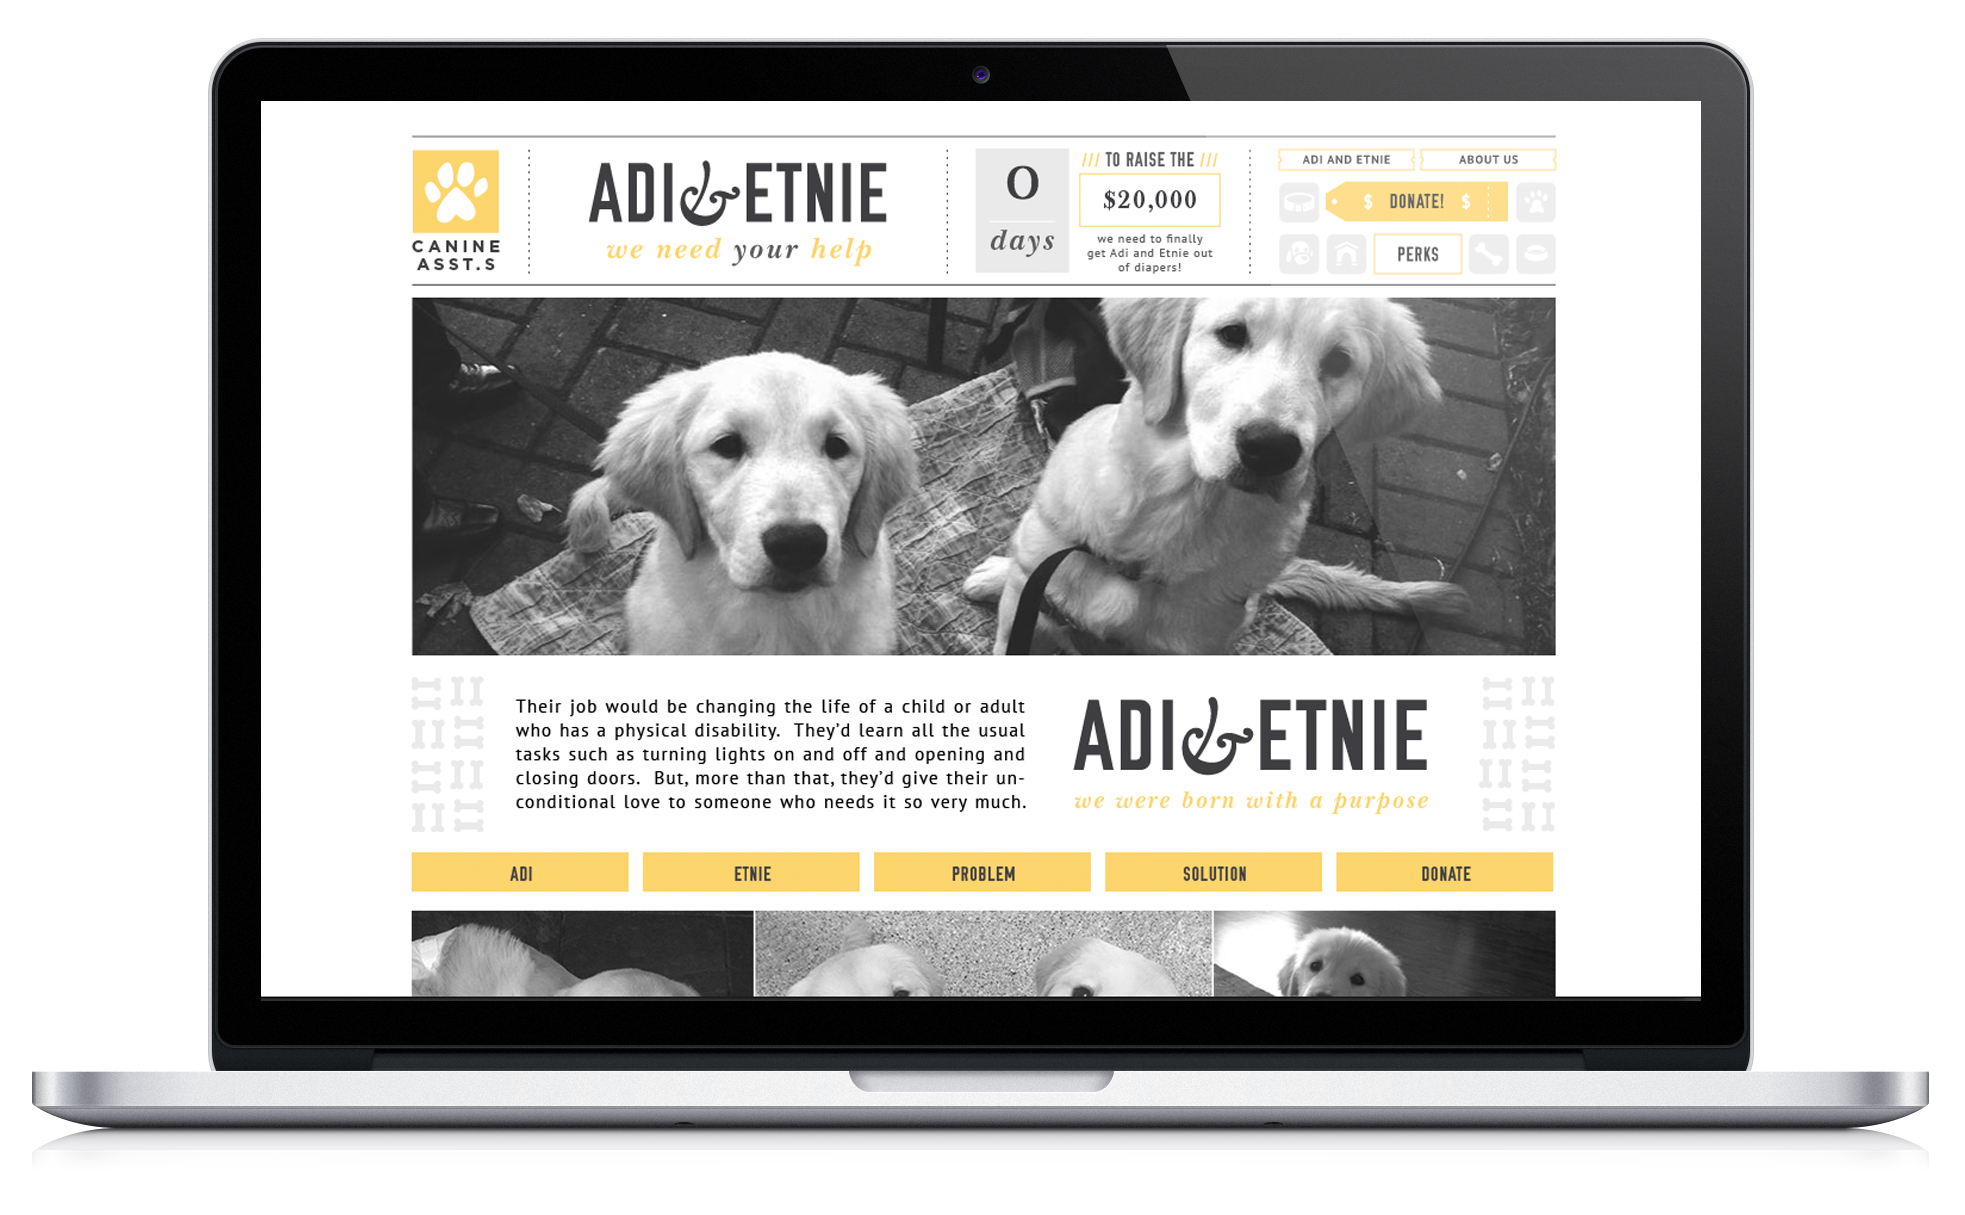 CANINE
ASST.S
ADI & ETNIE
we need your help
0
days
/// TO RAISE THE ///
$20,000
we need to finally
get Adi and Etnie out
of diapers!
ADI AND ETNIE
ABOUT US
$ DONATE! $
PERKS
Their job would be changing the life of a child or adult
who has a physical disability.  They’d learn all the usual
tasks such as turning lights on and off and opening and
closing doors.  But, more than that, they’d give their un-
conditional love to someone who needs it so very much.
ADI & ETNIE
we were born with a purpose
ADI
ETNIE
PROBLEM
SOLUTION
DONATE